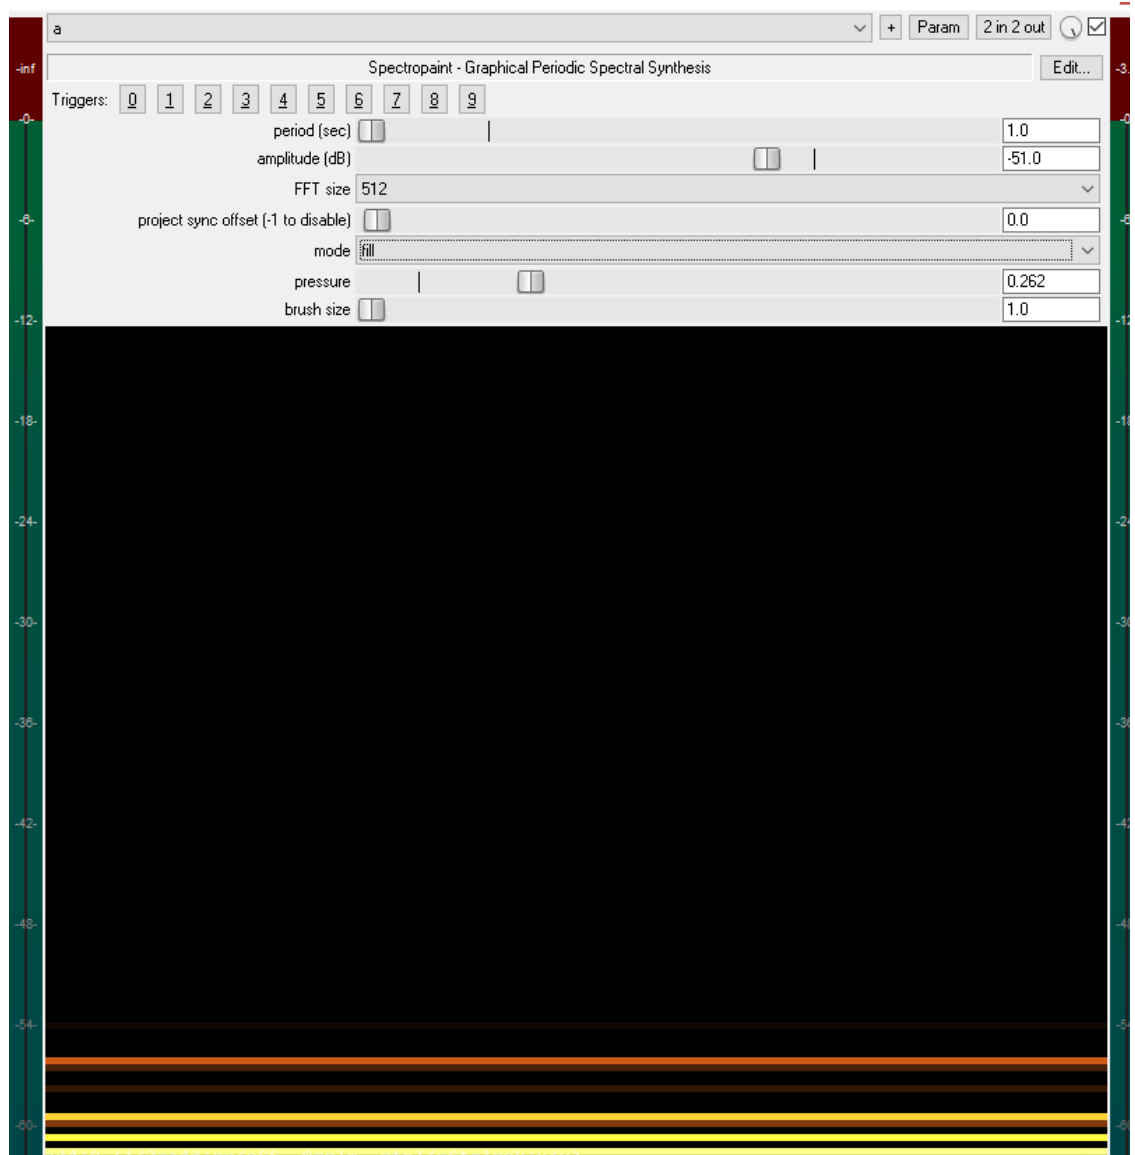 a + Param 2 in 2 out
Spectropaint - Graphical Periodic Spectral Synthesis Edit...
Triggers: 0 1 2 3 4 5 6 7 8 9
period (sec) 1.0
amplitude (dB) -51.0
FFT size 512
project sync offset (-1 to disable) 0.0
mode fill
pressure 0.262
brush size 1.0
-inf
-0-
-6-
-12-
-18-
-24-
-30-
-36-
-42-
-48-
-54-
-60-